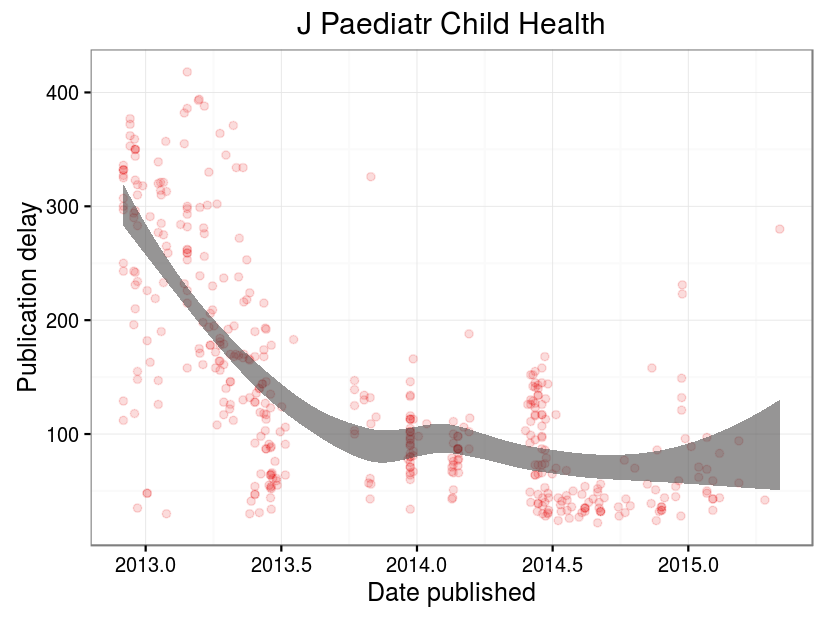 J Paediatr Child Health
Publication delay
400
300
200
100
2013.0 2013.5 2014.0 2014.5 2015.0
Date published